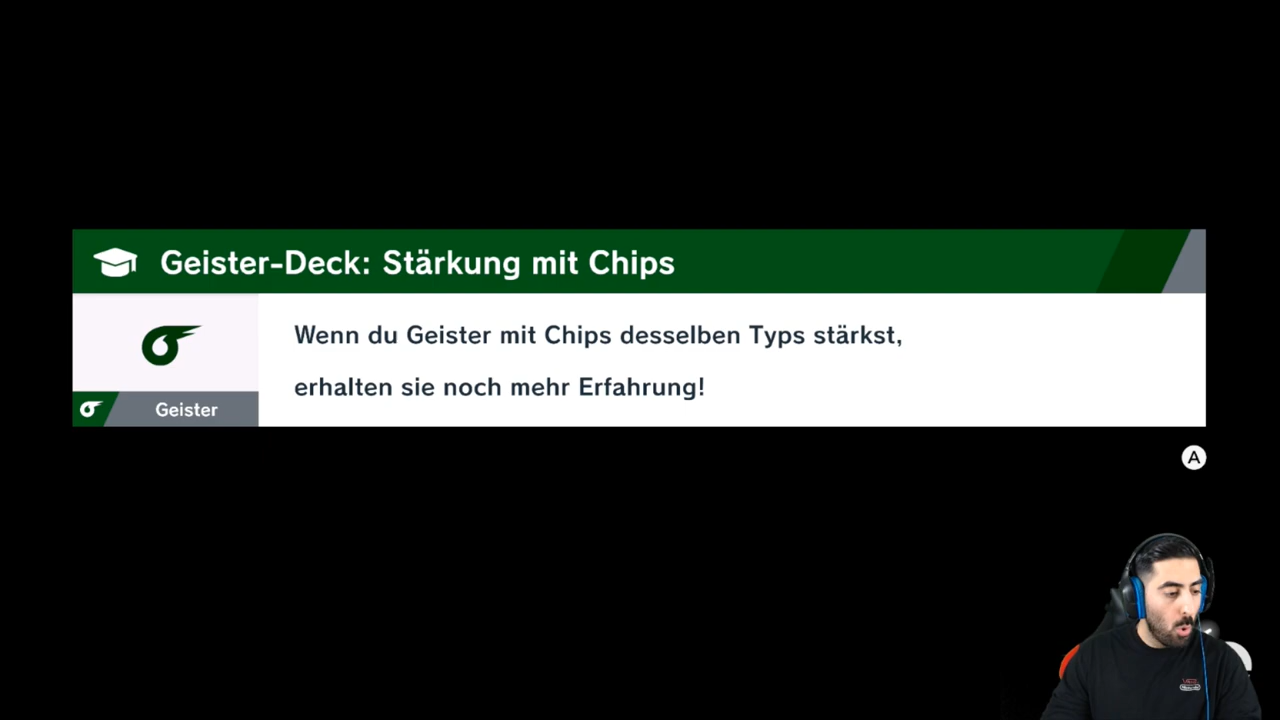 Geister-Deck: Stärkung mit Chips
Wenn du Geister mit Chips desselben Typs stärkst,
erhalten sie noch mehr Erfahrung!
Geister
A